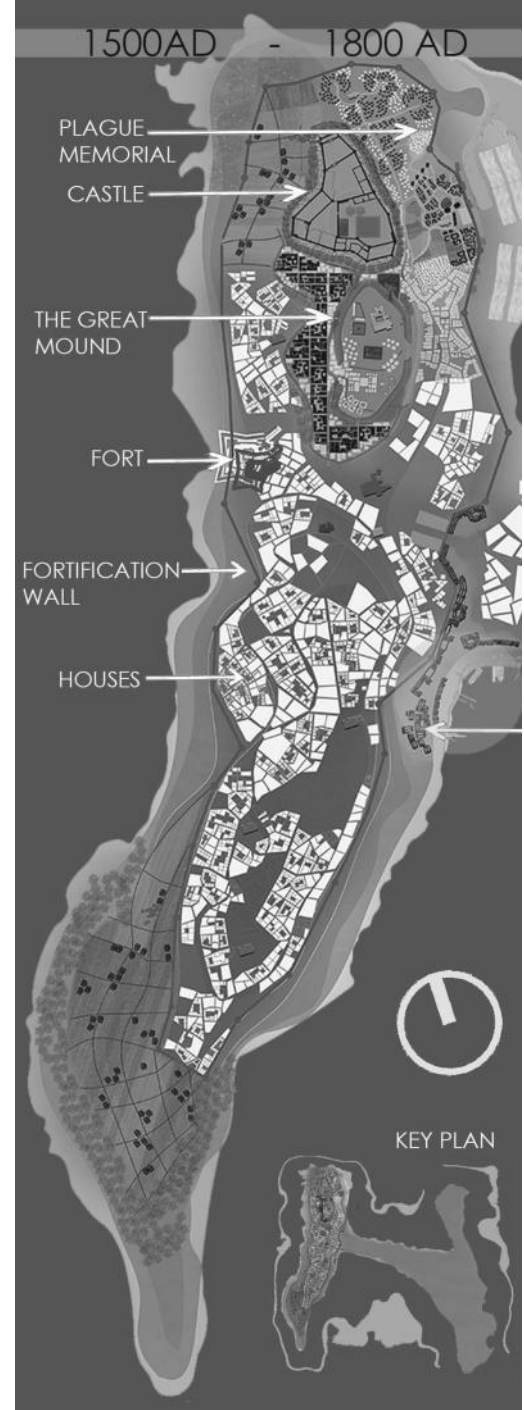 1500AD - 1800 AD
PLAGUE
MEMORIAL
CASTLE
THE GREAT
MOUND
FORT
FORTIFICATION
WALL
HOUSES
KEY PLAN